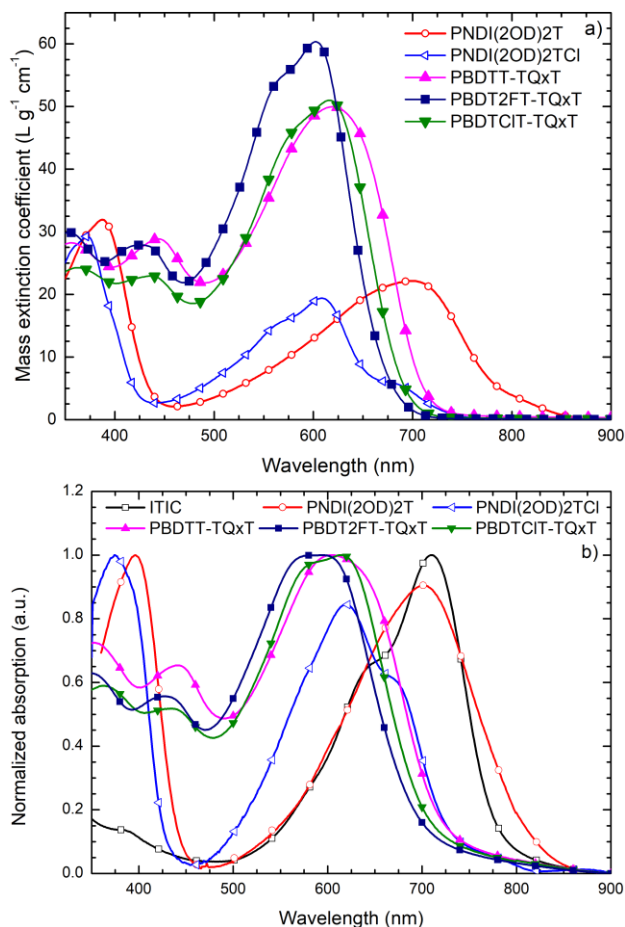 a)
PNDI(2OD)2T
PNDI(2OD)2TCl
PBDTT-TQxT
PBDT2FT-TQxT
PBDTClT-TQxT
Mass extinction coefficient (L g⁻¹ cm⁻¹)
60
50
40
30
20
10
0
400 500 600 700 800 900
Wavelength (nm)
b)
ITIC PNDI(2OD)2T PNDI(2OD)2TCl
PBDTT-TQxT PBDT2FT-TQxT PBDTClT-TQxT
Normalized absorption (a.u.)
1.2
1.0
0.8
0.6
0.4
0.2
0.0
400 500 600 700 800 900
Wavelength (nm)